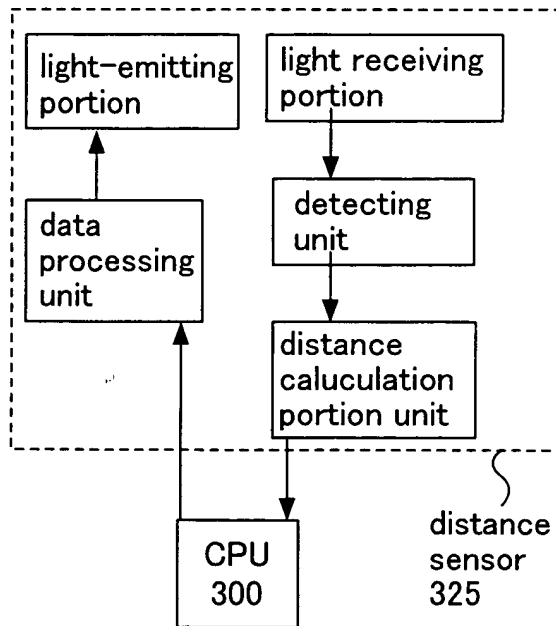 light-emitting
portion
light receiving
portion
data
processing
unit
detecting
unit
distance
caluculation
portion unit
CPU
300
distance
sensor
325